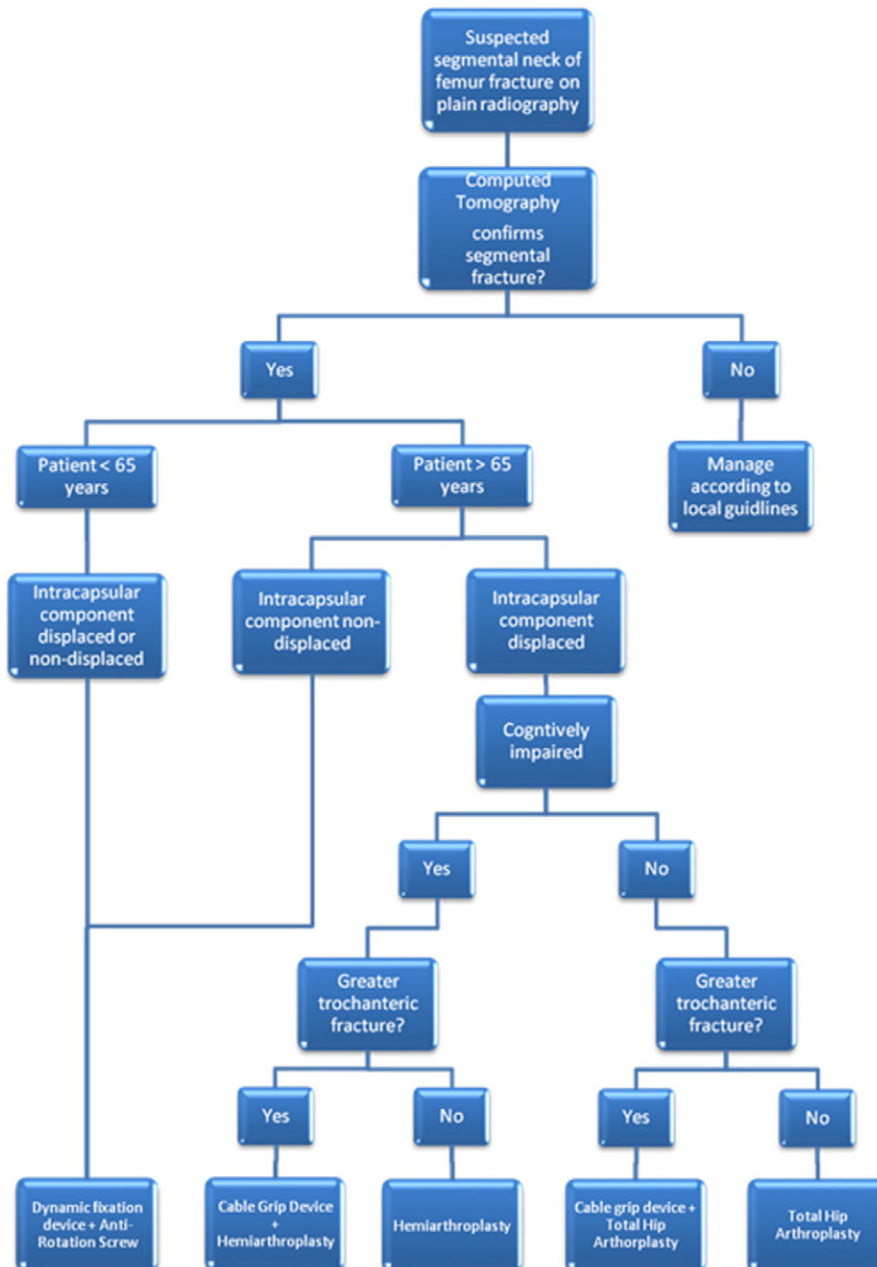 Suspected
segmental neck of
femur fracture on
plain radiography
Computed
Tomography
confirms
segmental
fracture?
Yes
No
Patient < 65
years
Patient > 65
years
Manage
according to
local guidlines
Intracapsular
component
displaced or
non-displaced
Intracapsular
component non-
displaced
Intracapsular
component
displaced
Cogntively
impaired
Yes
No
Greater
trochanteric
fracture?
Greater
trochanteric
fracture?
Yes
No
Yes
No
Dynamic fixation
device + Anti-
Rotation Screw
Cable Grip Device
+
Hemiarthroplasty
Hemiarthroplasty
Cable grip device +
Total Hip
Arthorplasty
Total Hip
Arthroplasty